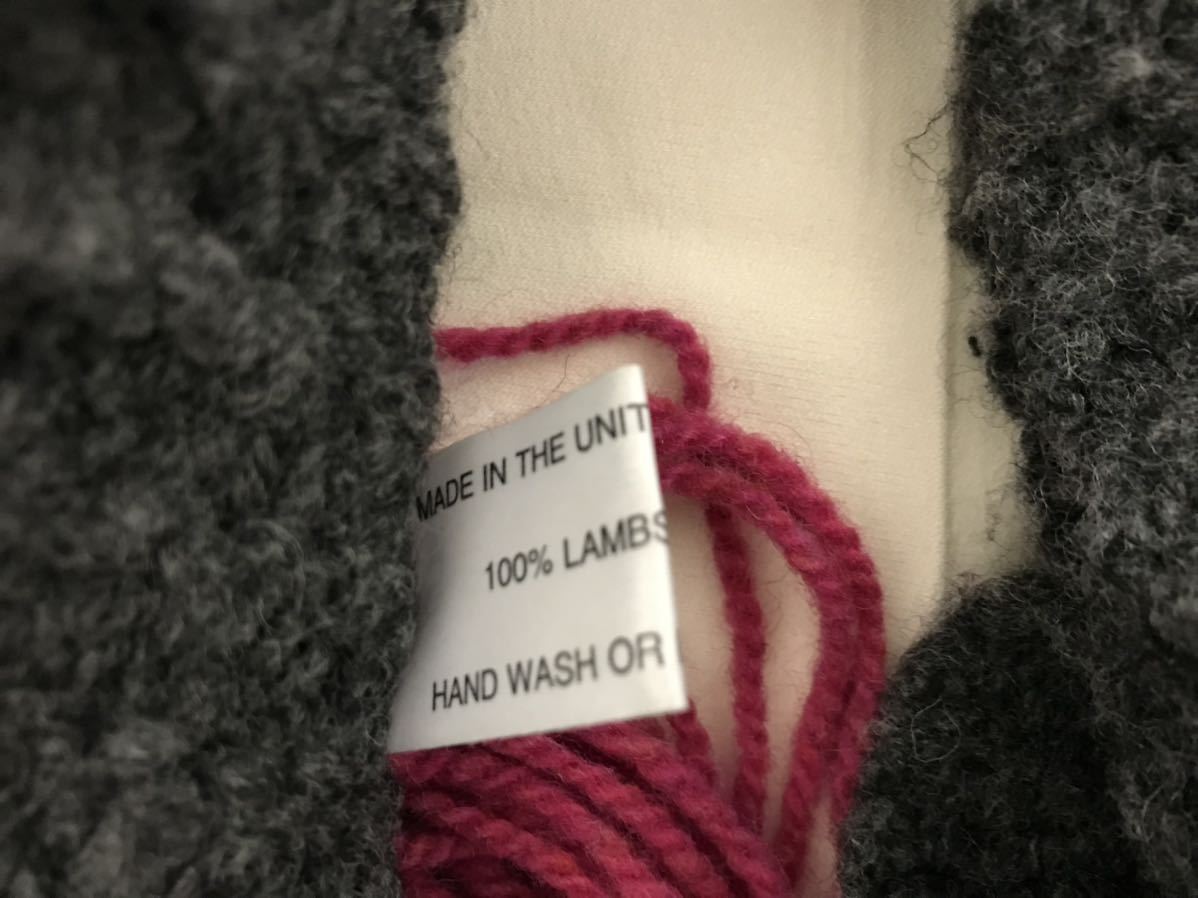 MADE IN THE UNIT
100% LAMBS
HAND WASH OR